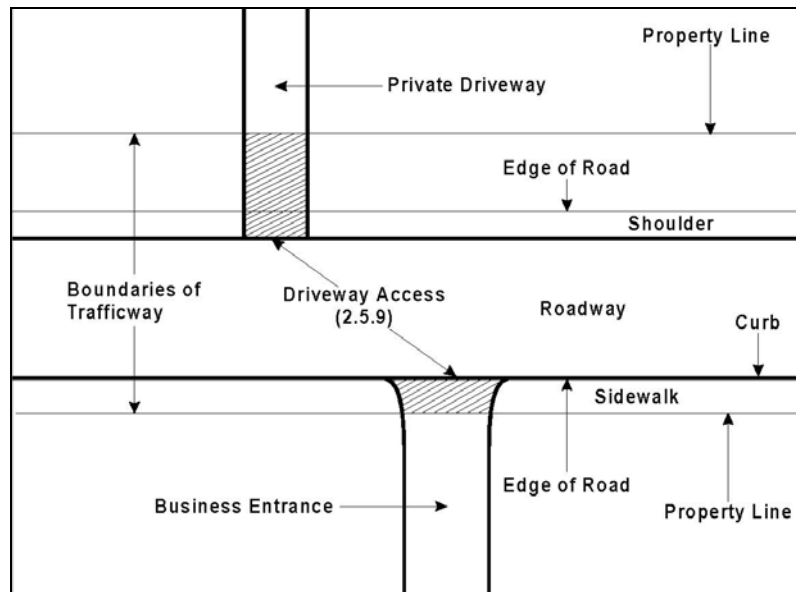 Property Line
Private Driveway
Edge of Road
Shoulder
Boundaries of
Trafficway
Driveway Access
(2.5.9)
Roadway
Curb
Sidewalk
Edge of Road
Business Entrance
Property Line